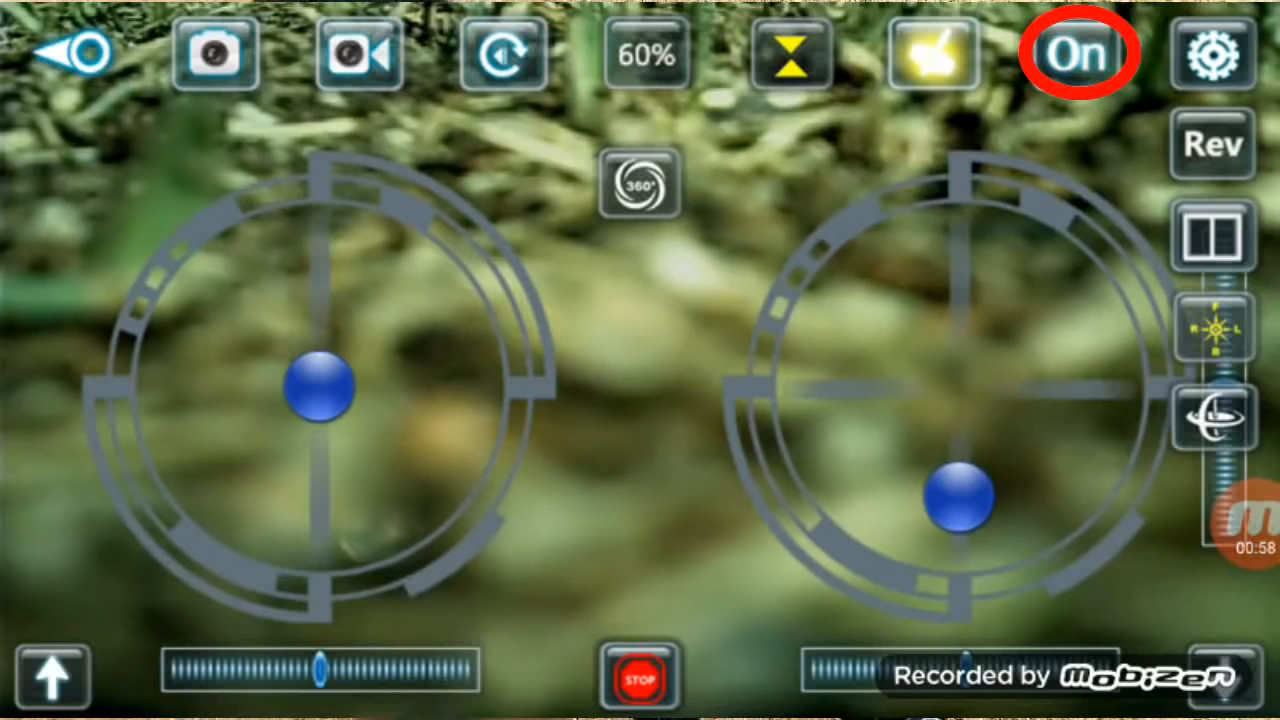 60%
On
Rev
360°
F
R L
B
00:58
STOP
Recorded by mobizen